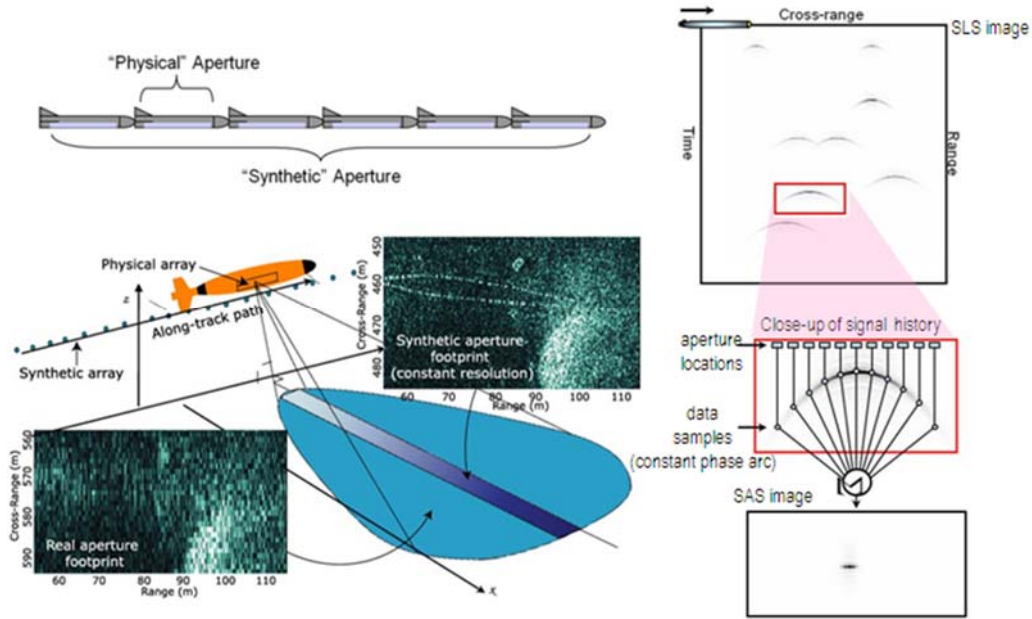 "Physical" Aperture
"Synthetic" Aperture
Cross-range
SLS image
Time
Range
Physical array
z
Along-track path
Synthetic array
Cross-Range (m)
450
460
470
480
Synthetic aperture
footprint
(constant resolution)
60 70 80 90 100 110
Range (m)
Cross-Range (m)
560
570
580
590
Real aperture
footprint
60 70 80 90 100 110
Range (m)
x
Close-up of signal history
aperture
locations
data
samples
(constant phase arc)
SAS image